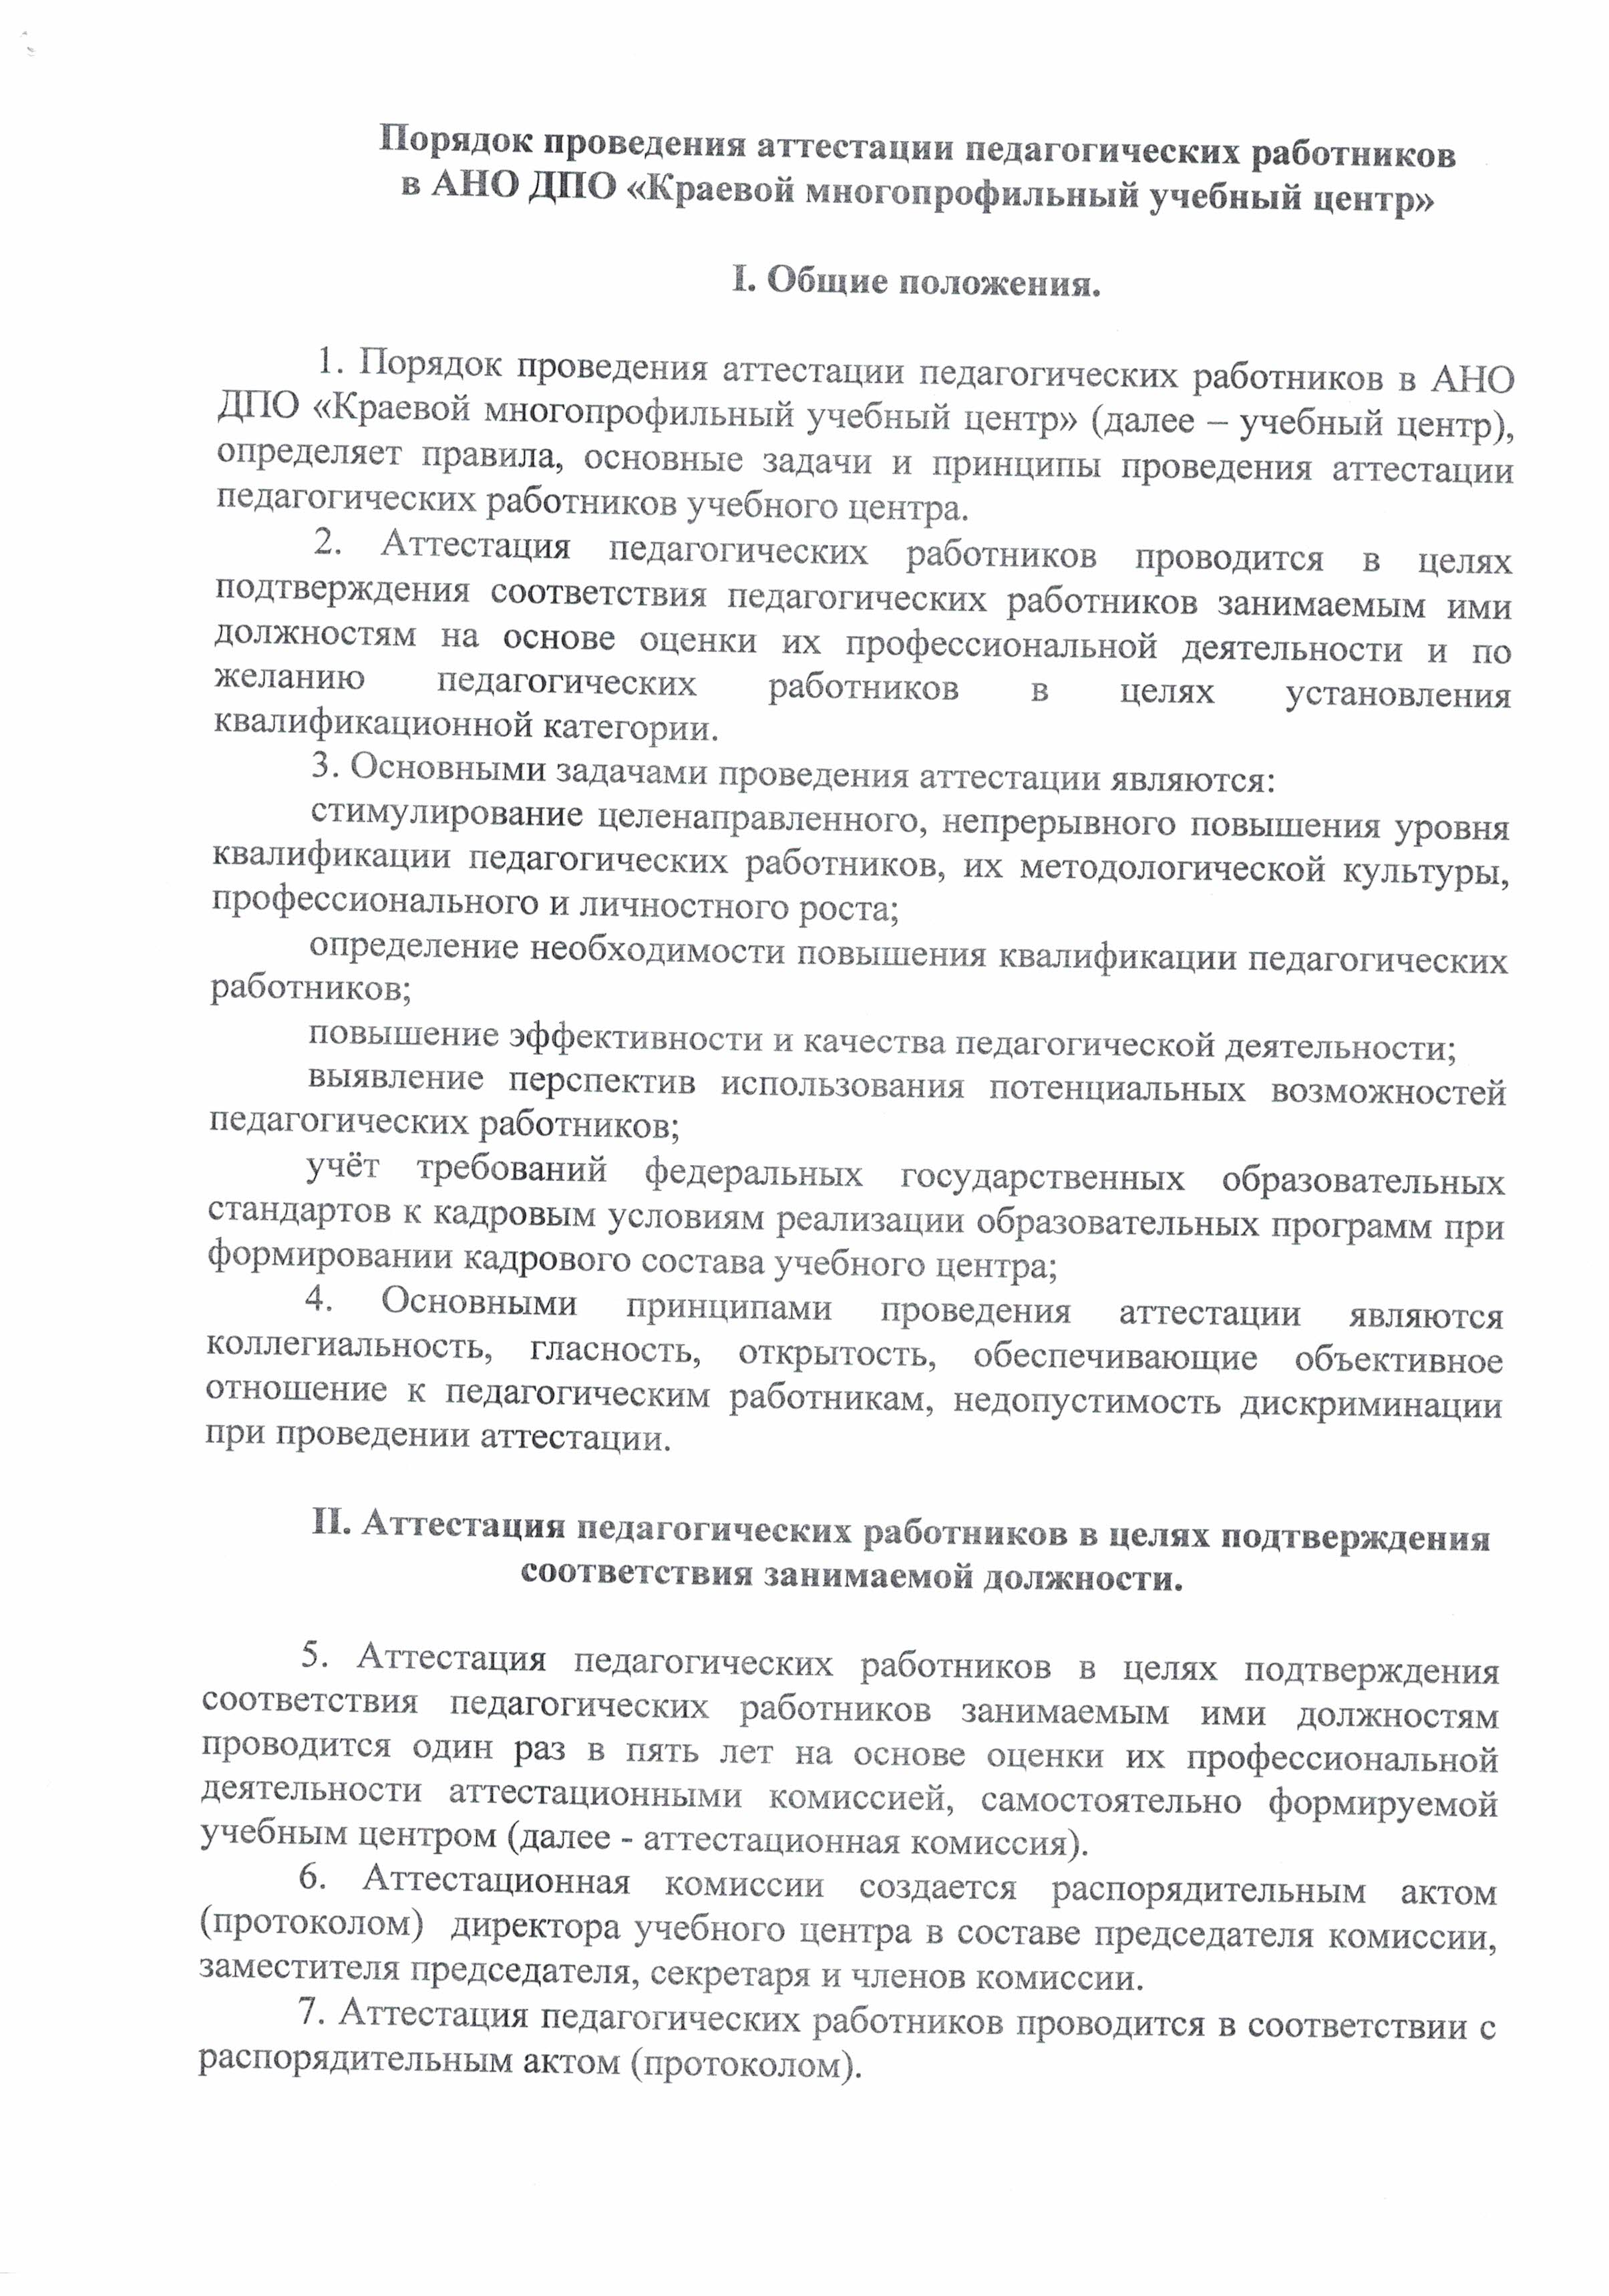 Порядок проведения аттестации педагогических работников
в АНО ДПО «Краевой многопрофильный учебный центр»
I. Общие положения.
1. Порядок проведения аттестации педагогических работников в АНО
ДПО «Краевой многопрофильный учебный центр» (далее – учебный центр),
определяет правила, основные задачи и принципы проведения аттестации
педагогических работников учебного центра.
2. Аттестация педагогических работников проводится в целях
подтверждения соответствия педагогических работников занимаемым ими
должностям на основе оценки их профессиональной деятельности и по
желанию педагогических работников в целях установления
квалификационной категории.
3. Основными задачами проведения аттестации являются:
стимулирование целенаправленного, непрерывного повышения уровня
квалификации педагогических работников, их методологической культуры,
профессионального и личностного роста;
определение необходимости повышения квалификации педагогических
работников;
повышение эффективности и качества педагогической деятельности;
выявление перспектив использования потенциальных возможностей
педагогических работников;
учёт требований федеральных государственных образовательных
стандартов к кадровым условиям реализации образовательных программ при
формировании кадрового состава учебного центра;
4. Основными принципами проведения аттестации являются
коллегиальность, гласность, открытость, обеспечивающие объективное
отношение к педагогическим работникам, недопустимость дискриминации
при проведении аттестации.
II. Аттестация педагогических работников в целях подтверждения
соответствия занимаемой должности.
5. Аттестация педагогических работников в целях подтверждения
соответствия педагогических работников занимаемым ими должностям
проводится один раз в пять лет на основе оценки их профессиональной
деятельности аттестационными комиссией, самостоятельно формируемой
учебным центром (далее - аттестационная комиссия).
6. Аттестационная комиссии создается распорядительным актом
(протоколом) директора учебного центра в составе председателя комиссии,
заместителя председателя, секретаря и членов комиссии.
7. Аттестация педагогических работников проводится в соответствии с
распорядительным актом (протоколом).